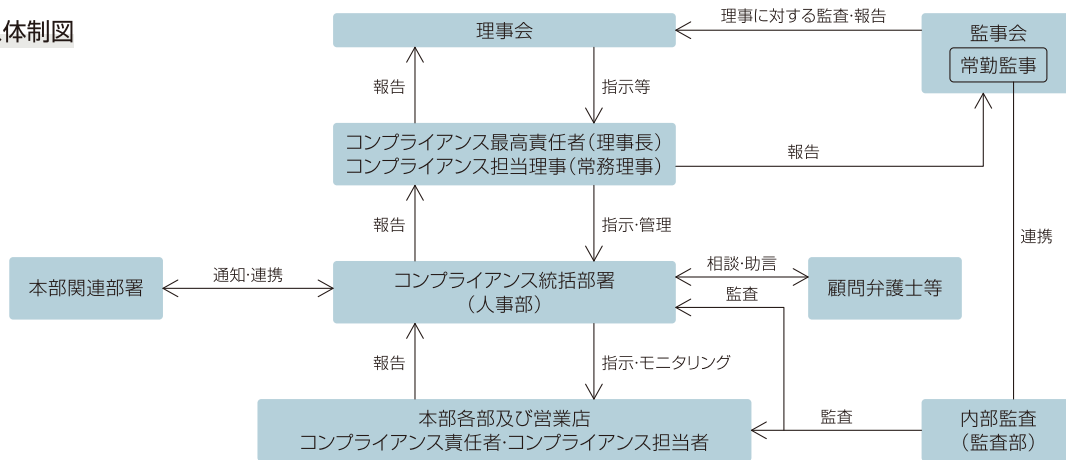 体制図
理事会
理事に対する監査・報告
監事会
常勤監事
報告
指示等
コンプライアンス最高責任者(理事長)
コンプライアンス担当理事(常務理事)
報告
報告
指示・管理
連携
本部関連部署
通知・連携
コンプライアンス統括部署
(人事部)
相談・助言
監査
顧問弁護士等
報告
指示・モニタリング
本部各部及び営業店
コンプライアンス責任者・コンプライアンス担当者
監査
内部監査
(監査部)